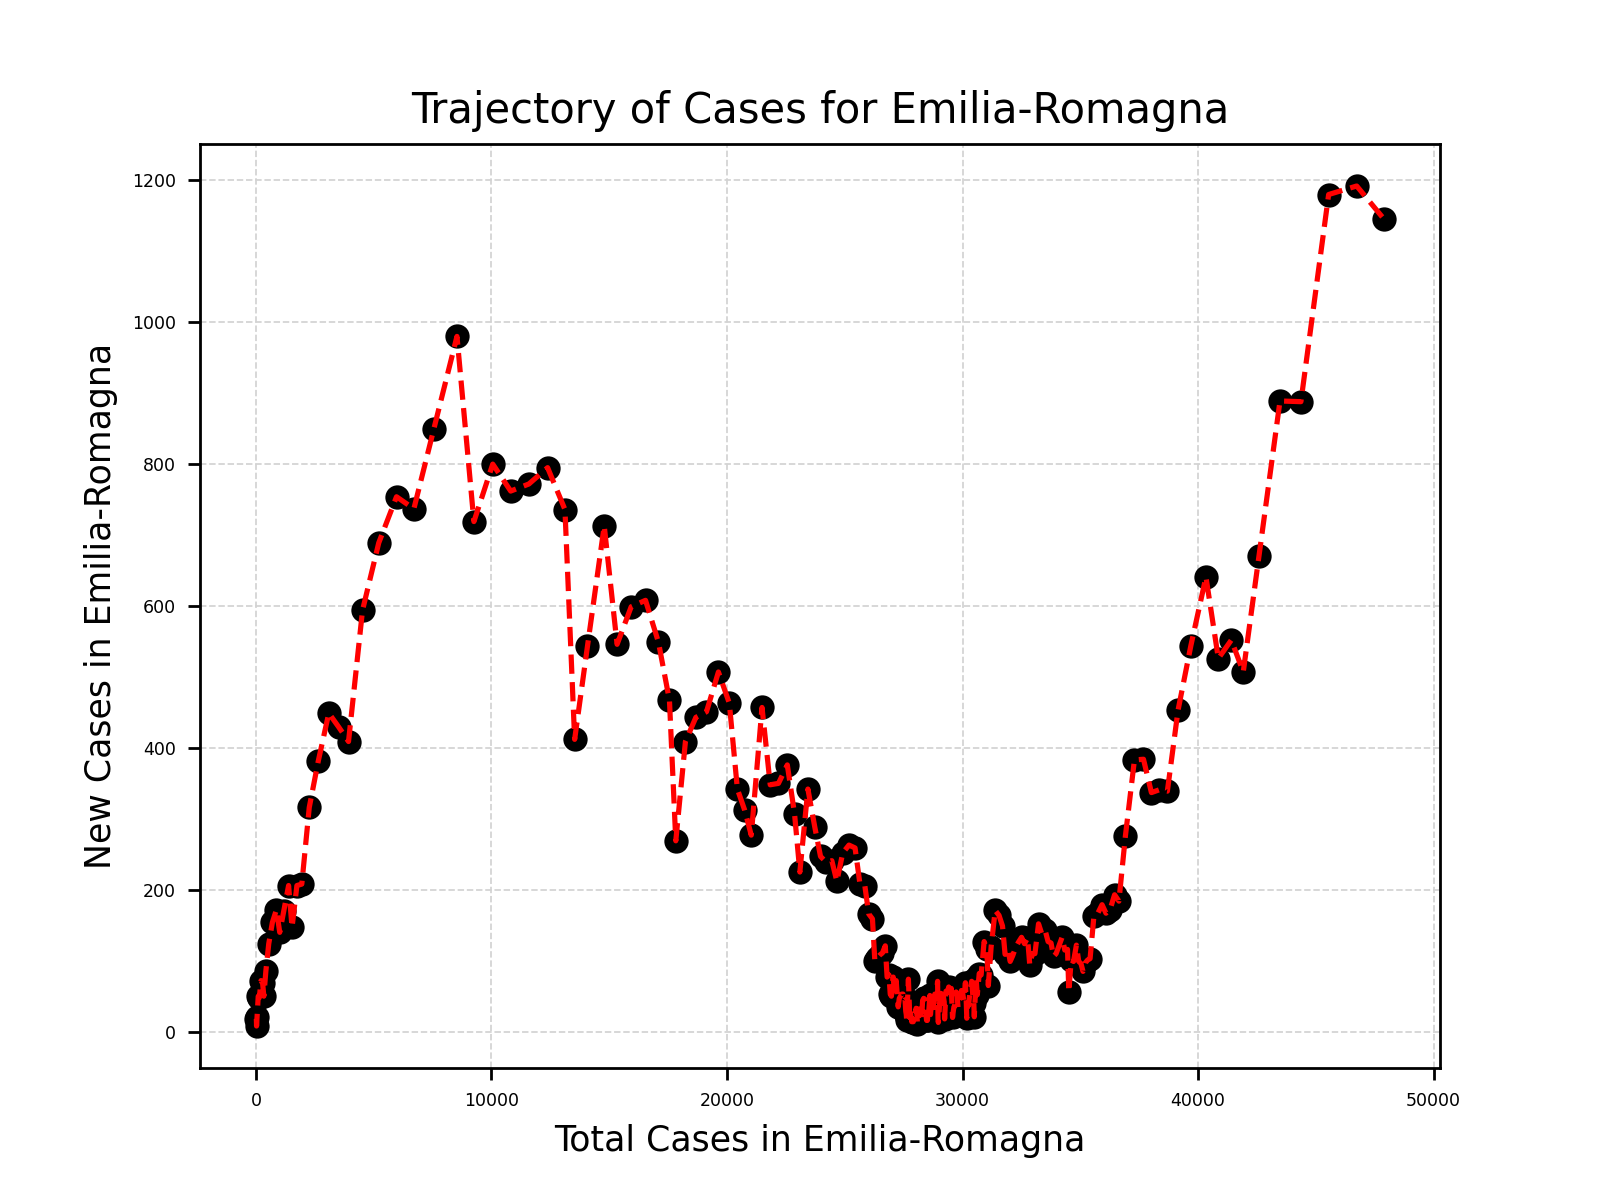 Trajectory of Cases for Emilia-Romagna
New Cases in Emilia-Romagna
1200
1000
800
600
400
200
0
0 10000 20000 30000 40000 50000
Total Cases in Emilia-Romagna